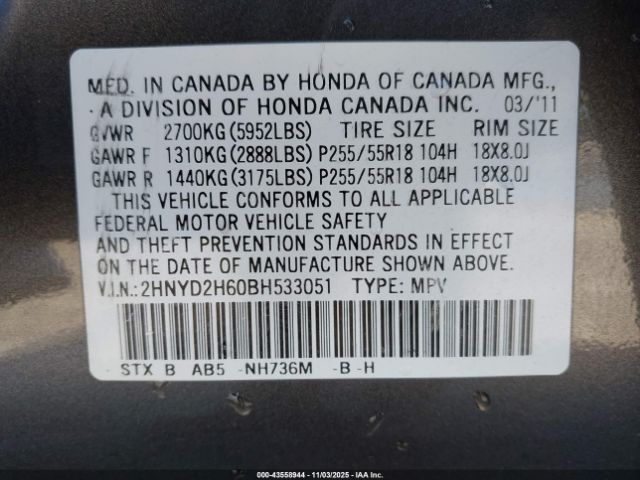 MFD. IN CANADA BY HONDA OF CANADA MFG.,
A DIVISION OF HONDA CANADA INC. 03/'11
GVWR 2700KG(5952LBS) TIRE SIZE RIM SIZE
GAWR F 1310KG(2888LBS) P255/55R18 104H 18X8.0J
GAWR R 1440KG(3175LBS) P255/55R18 104H 18X8.0J
THIS VEHICLE CONFORMS TO ALL APPLICABLE
FEDERAL MOTOR VEHICLE SAFETY
AND THEFT PREVENTION STANDARDS IN EFFECT
ON THE DATE OF MANUFACTURE SHOWN ABOVE.
V.I.N.:2HNYD2H60BH533051 TYPE: MPV
STX B AB5 -NH736M -B -H
000-43558944 - 11/03/2025 - IAA Inc.